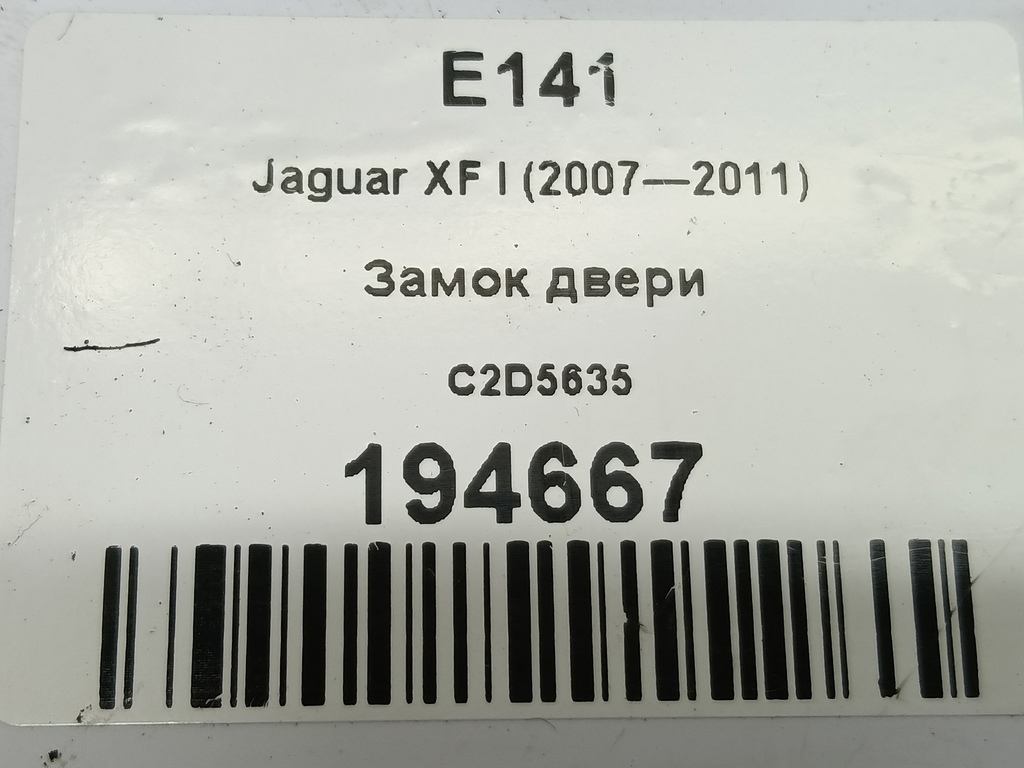 E141
Jaguar XF I (2007—2011)
Замок двери
C2D5635
194667